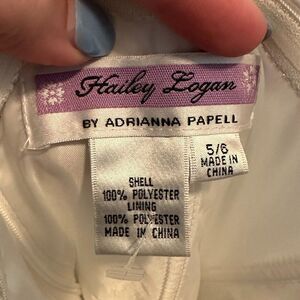 Hailey Logan
BY ADRIANNA PAPELL
5/6
MADE IN
CHINA
SHELL
100% POLYESTER
LINING
100% POLYESTER
MADE IN CHINA